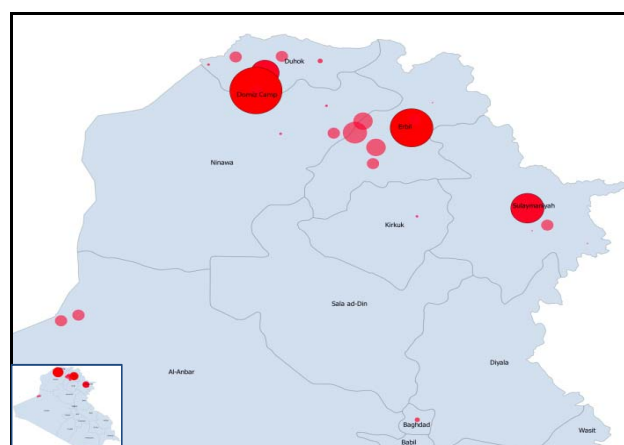 Duhok
Domiz Camp
Erbil
Ninawa
Sulaymaniyah
Kirkuk
Sala ad-Din
Al-Anbar
Diyala
Baghdad
Wasit
Babil